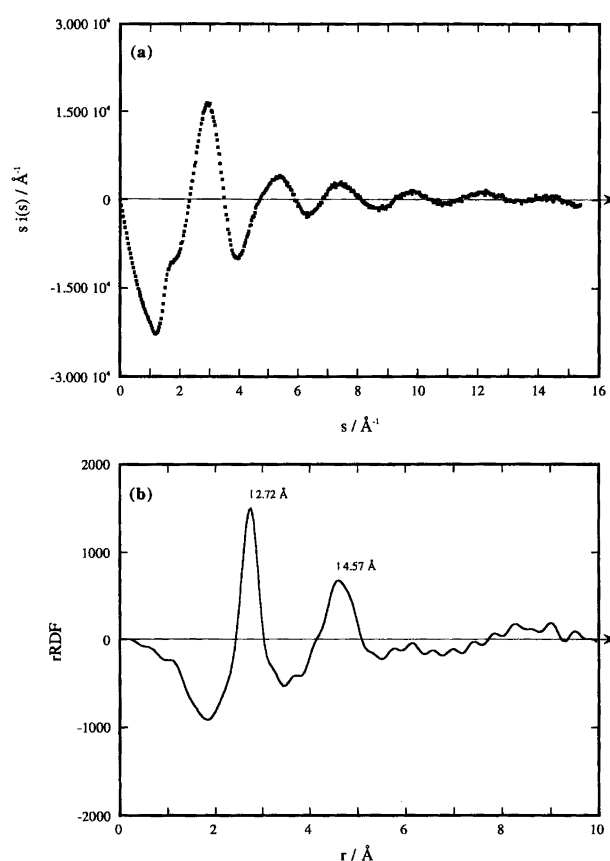 3.000 10⁴
(a)
1.500 10⁴
0
-1.500 10⁴
-3.000 10⁴
s i(s) / Å⁻¹
0 2 4 6 8 10 12 14 16
s / Å⁻¹
2000
(b)
2.72 Å
1000
4.57 Å
0
-1000
-2000
rRDF
0 2 4 6 8 10
r / Å